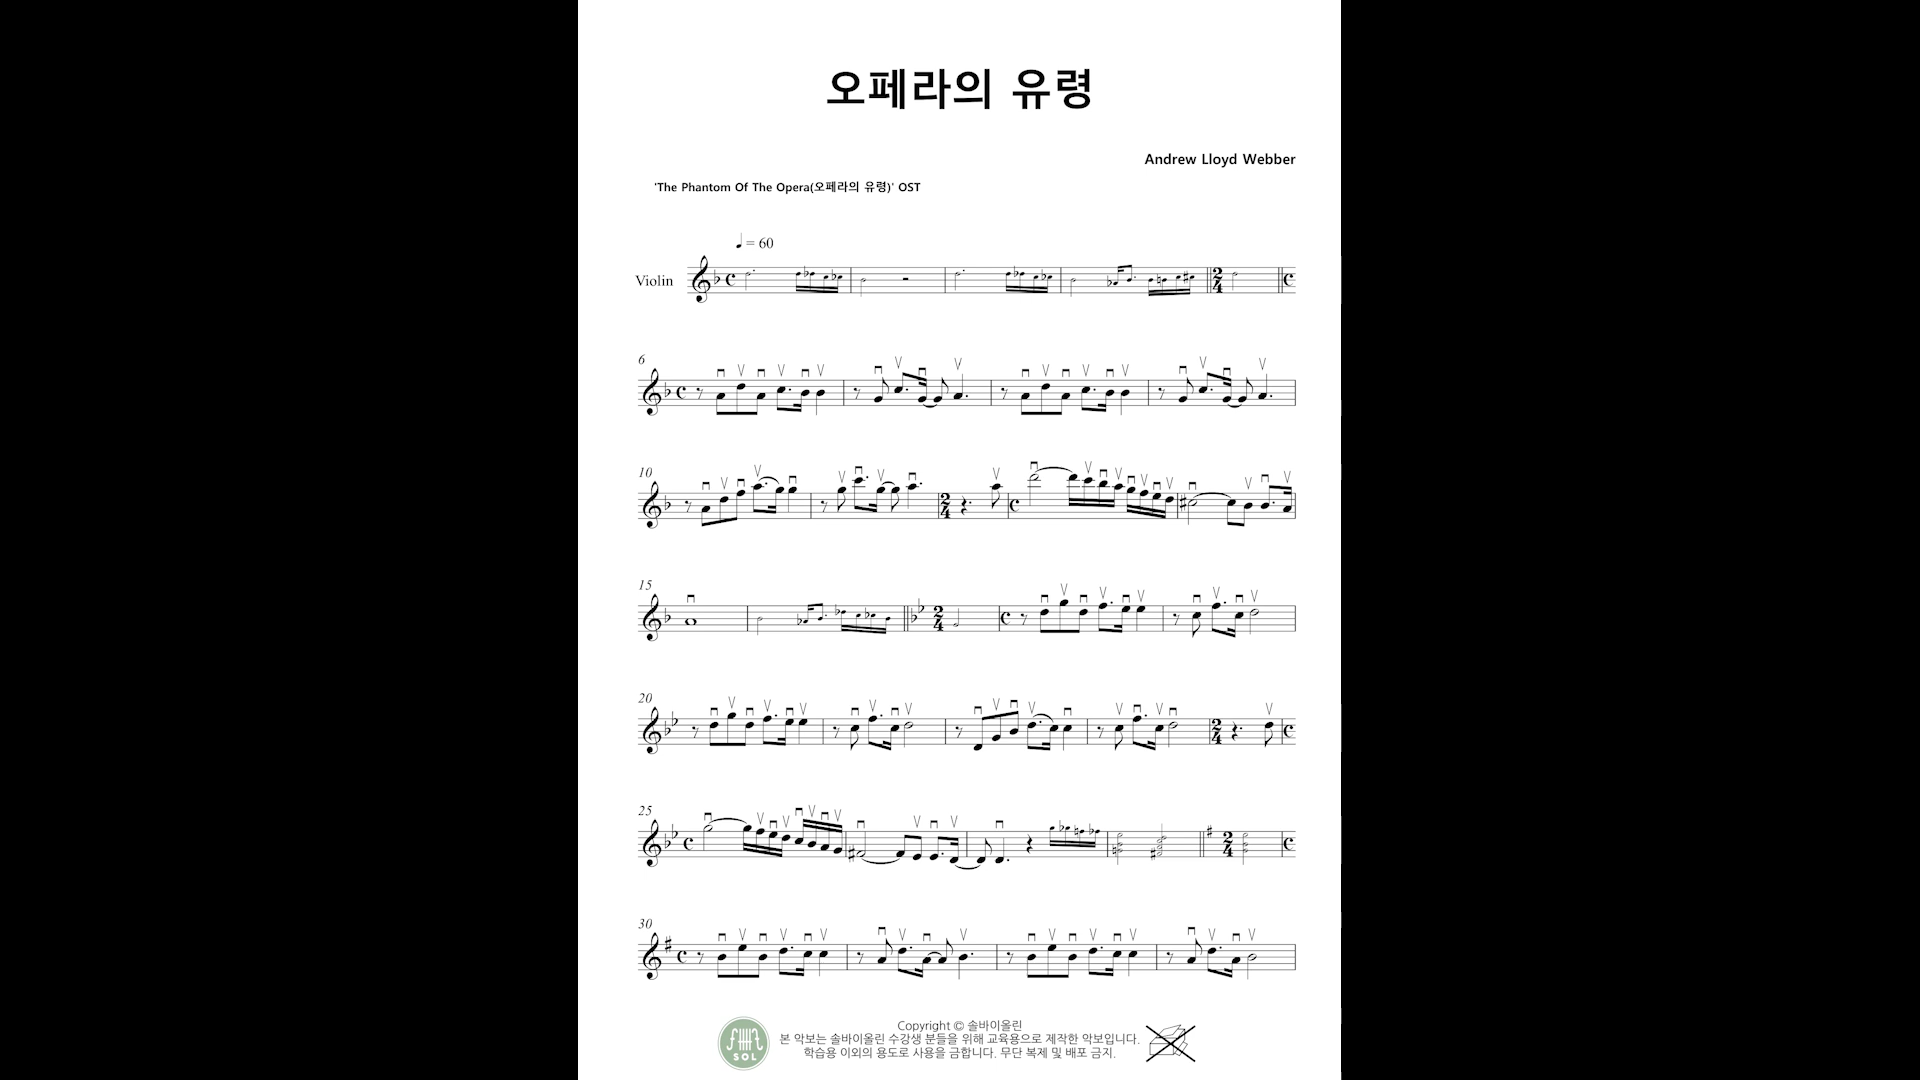 오페라의 유령
Andrew Lloyd Webber
'The Phantom Of The Opera(오페라의 유령)' OST
♩ = 60
Violin
6
10
15
20
25
30
Copyright © 솔바이올린
본 악보는 솔바이올린 수강생 분들을 위해 교육용으로 제작한 악보입니다.
학습용 이외의 용도로 사용을 금합니다. 무단 복제 및 배포 금지.
SOL